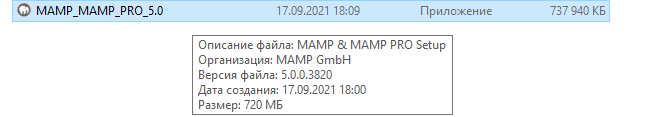 MAMP_MAMP_PRO_5.0 17.09.2021 18:09 Приложение 737 940 КБ
Описание файла: MAMP & MAMP PRO Setup
Организация: MAMP GmbH
Версия файла: 5.0.0.3820
Дата создания: 17.09.2021 18:00
Размер: 720 МБ